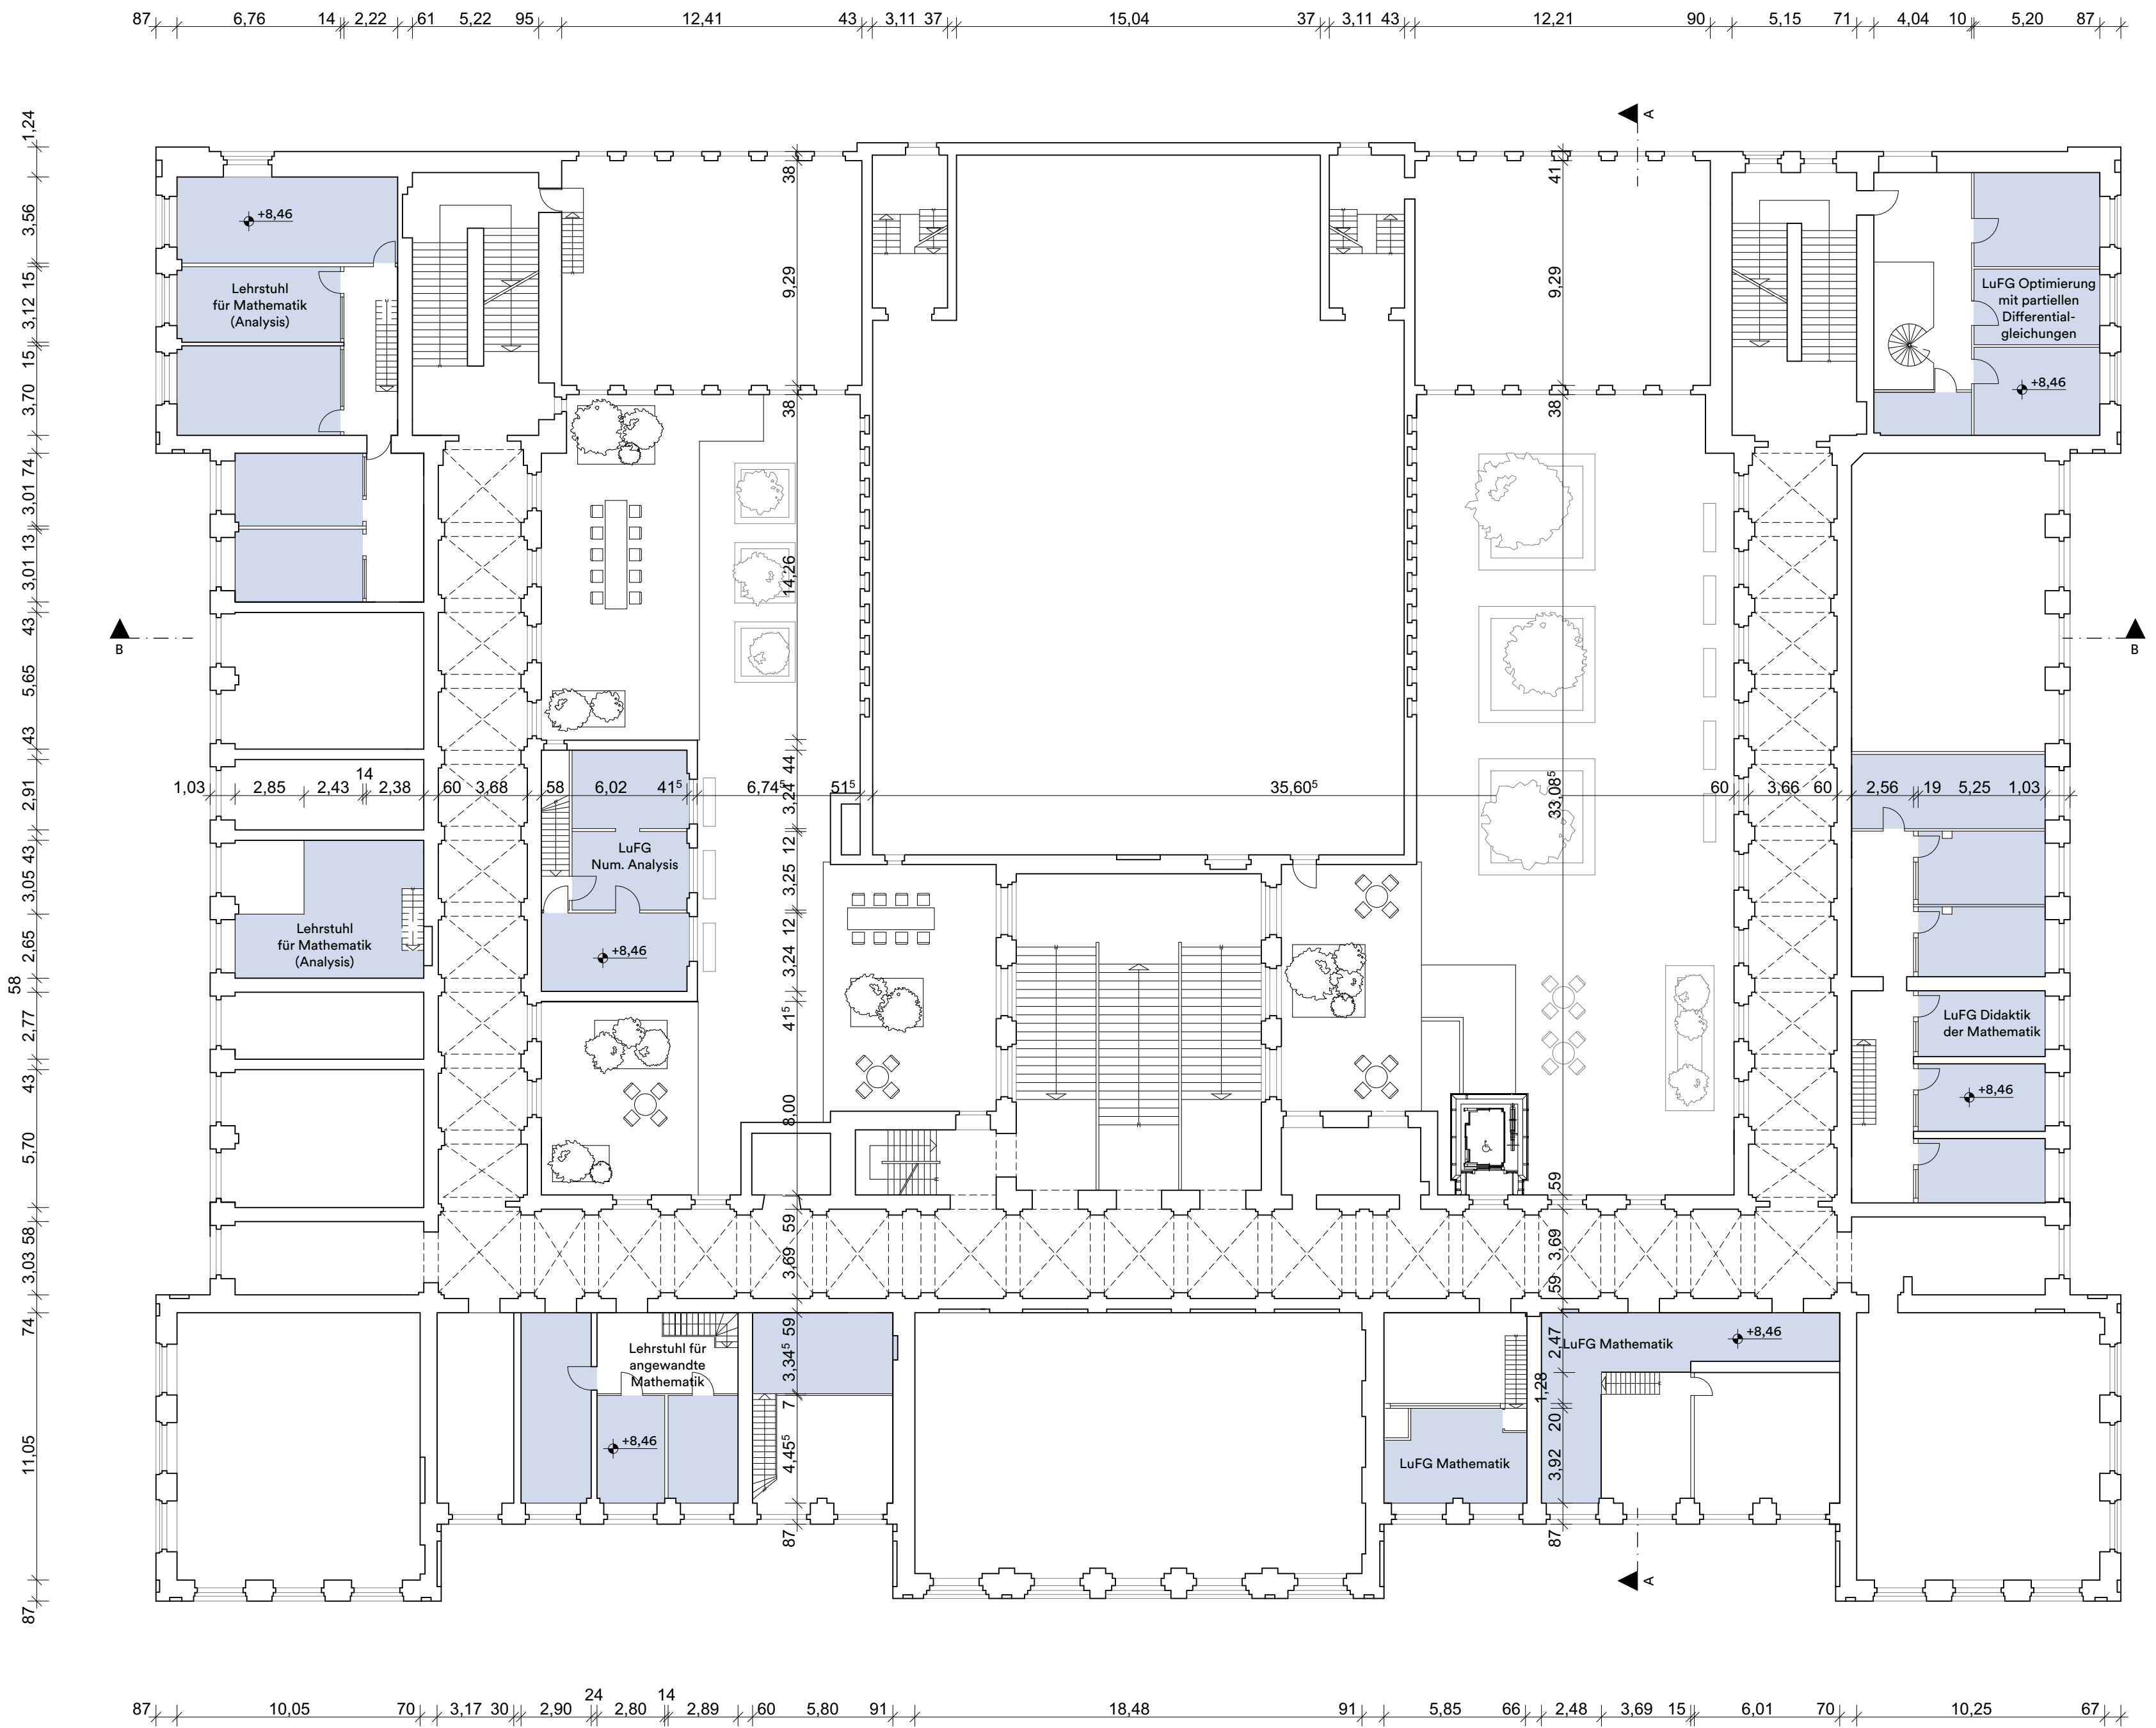 87 6,76 14 2,22 61 5,22 95 12,41 43 3,11 37 15,04 37 3,11 43 12,21 90 5,15 71 4,04 10 5,20 87
1,24
3,56
15
3,12
15
3,70
74
3,01
13
3,01
43
5,65
43
2,91
43
3,05
2,65
58
2,77
43
5,70
58
3,03
74
11,05
87
A
38
41
+8,46
9,29
9,29
Lehrstuhl
für Mathematik
(Analysis)
LuFG Optimierung
mit partiellen
Differential-
gleichungen
+8,46
38
38
14,26
B
B
44
1,03 2,85 2,43 14 2,38 60 3,68 58 6,02 41⁵ 6,74⁵ 51⁵ 35,60⁵ 60 3,66 60 2,56 19 5,25 1,03
3,24
33,08⁵
12
LuFG
Num. Analysis
3,25
12
Lehrstuhl
für Mathematik
(Analysis)
+8,46
3,24
41⁵
LuFG Didaktik
der Mathematik
+8,46
8,00
59
59
3,69
3,69
59
59
Lehrstuhl für
angewandte
Mathematik
3,34⁵
2,47
LuFG Mathematik
+8,46
1,28
7
20
+8,46
4,45⁵
3,92
LuFG Mathematik
87
87
A
87 10,05 70 3,17 30 2,90 24 2,80 14 2,89 60 5,80 91 18,48 91 5,85 66 2,48 3,69 15 6,01 70 10,25 67